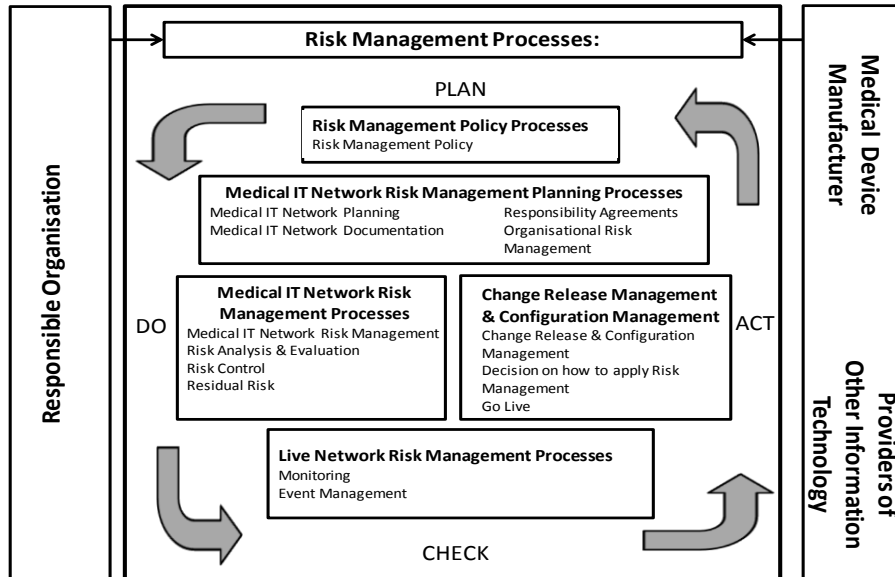 Responsible Organisation
Risk Management Processes:
PLAN
Risk Management Policy Processes
Risk Management Policy
Medical IT Network Risk Management Planning Processes
Medical IT Network Planning
Medical IT Network Documentation
Responsibility Agreements
Organisational Risk
Management
DO
Medical IT Network Risk
Management Processes
Medical IT Network Risk Management
Risk Analysis & Evaluation
Risk Control
Residual Risk
Change Release Management
& Configuration Management
Change Release & Configuration
Management
Decision on how to apply Risk
Management
Go Live
ACT
Live Network Risk Management Processes
Monitoring
Event Management
CHECK
Medical Device
Manufacturer
Providers of
Other Information
Technology